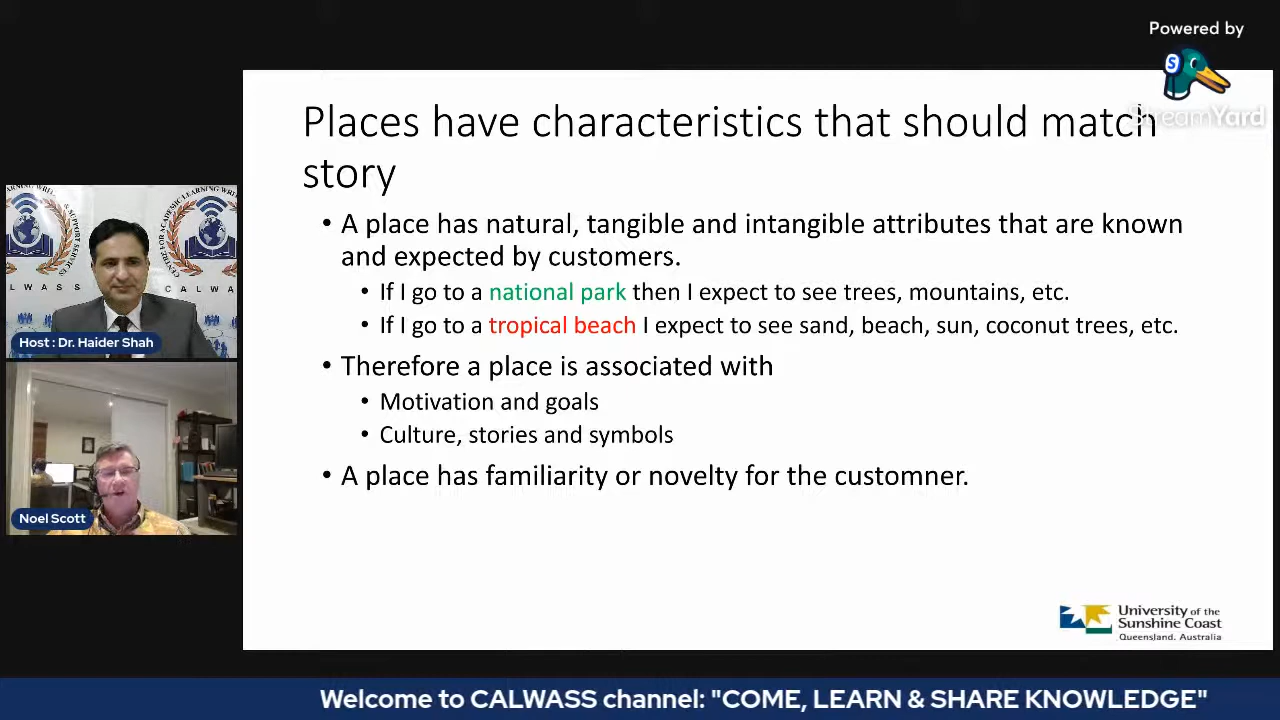 Powered by
S
StreamYard
Places have characteristics that should match
story
• A place has natural, tangible and intangible attributes that are known
and expected by customers.
• If I go to a national park then I expect to see trees, mountains, etc.
• If I go to a tropical beach I expect to see sand, beach, sun, coconut trees, etc.
• Therefore a place is associated with
• Motivation and goals
• Culture, stories and symbols
• A place has familiarity or novelty for the customner.
CALWASS
Host : Dr. Haider Shah
Noel Scott
University of the
Sunshine Coast
Queensland, Australia
Welcome to CALWASS channel: "COME, LEARN & SHARE KNOWLEDGE"